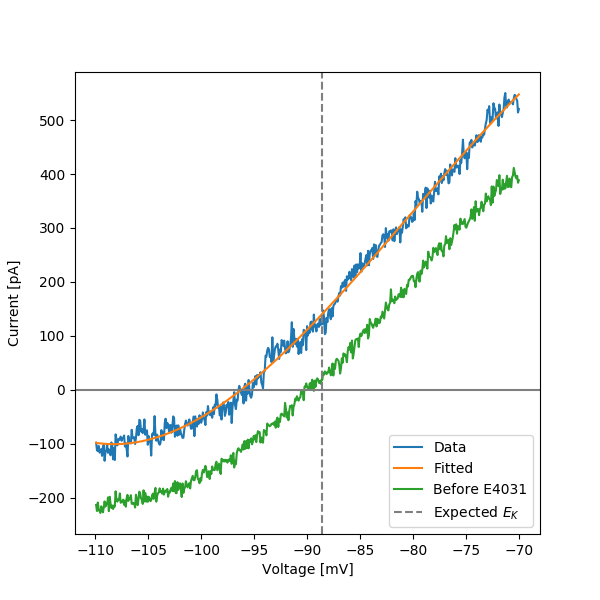 500
400
300
200
100
0
−100
−200
Current [pA]
−110 −105 −100 −95 −90 −85 −80 −75 −70
Voltage [mV]
Data
Fitted
Before E4031
Expected E_K